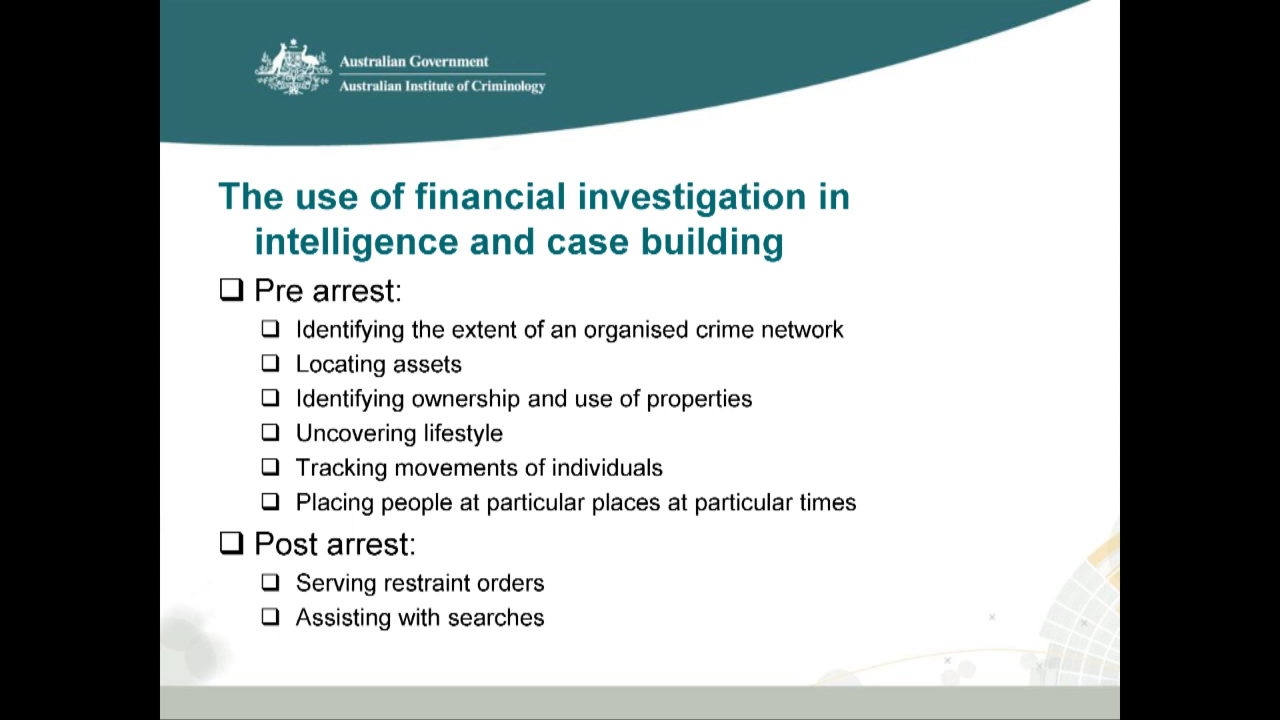 Australian Government
Australian Institute of Criminology
The use of financial investigation in
intelligence and case building
❑ Pre arrest:
❑ Identifying the extent of an organised crime network
❑ Locating assets
❑ Identifying ownership and use of properties
❑ Uncovering lifestyle
❑ Tracking movements of individuals
❑ Placing people at particular places at particular times
❑ Post arrest:
❑ Serving restraint orders
❑ Assisting with searches